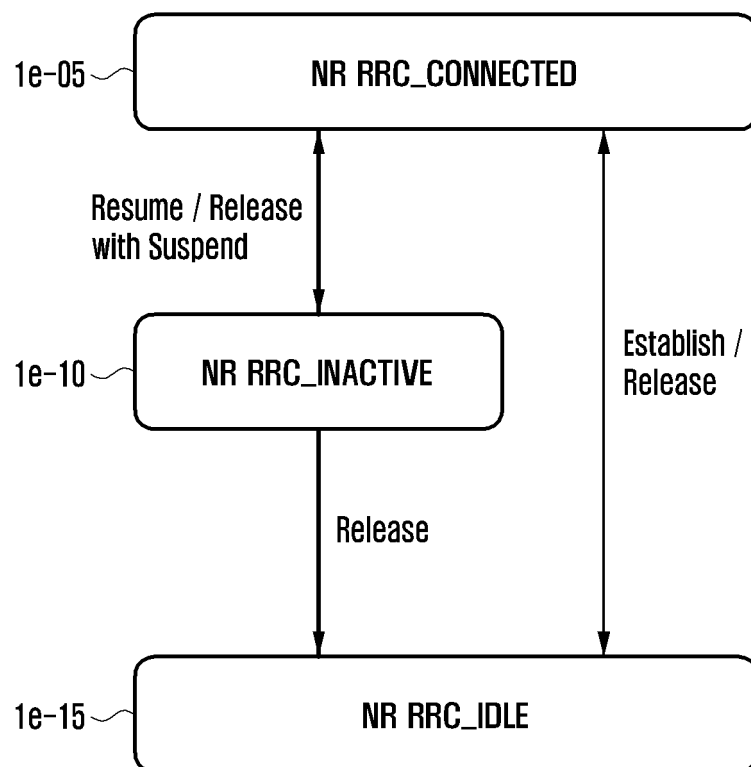 1e-05
NR RRC_CONNECTED
Resume / Release
with Suspend
1e-10
NR RRC_INACTIVE
Establish /
Release
Release
1e-15
NR RRC_IDLE